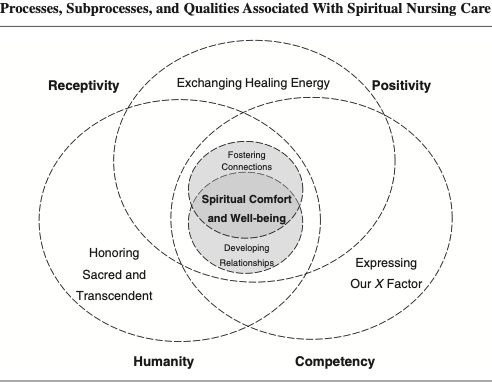 Processes, Subprocesses, and Qualities Associated With Spiritual Nursing Care
Receptivity
Exchanging Healing Energy
Positivity
Fostering
Connections
Spiritual Comfort
and Well-being
Developing
Relationships
Honoring
Sacred and
Transcendent
Expressing
Our X Factor
Humanity
Competency